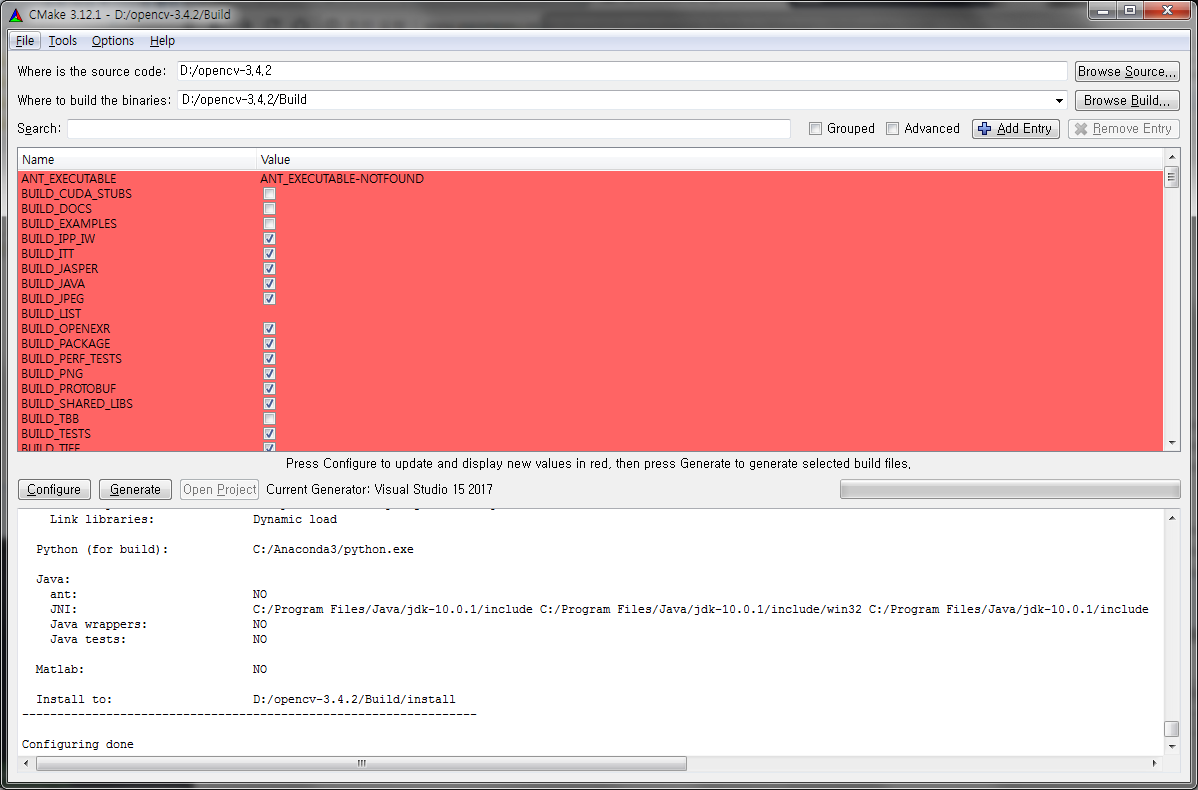 CMake 3.12.1 - D:/opencv-3.4.2/Build
File Tools Options Help
Where is the source code: D:/opencv-3.4.2 Browse Source...
Where to build the binaries: D:/opencv-3.4.2/Build Browse Build...
Search: Grouped Advanced Add Entry Remove Entry
Name Value
ANT_EXECUTABLE ANT_EXECUTABLE-NOTFOUND
BUILD_CUDA_STUBS
BUILD_DOCS
BUILD_EXAMPLES
BUILD_IPP_IW
BUILD_ITT
BUILD_JASPER
BUILD_JAVA
BUILD_JPEG
BUILD_LIST
BUILD_OPENEXR
BUILD_PACKAGE
BUILD_PERF_TESTS
BUILD_PNG
BUILD_PROTOBUF
BUILD_SHARED_LIBS
BUILD_TBB
BUILD_TESTS
BUILD_TIFF
Press Configure to update and display new values in red, then press Generate to generate selected build files.
Configure Generate Open Project Current Generator: Visual Studio 15 2017
Link libraries: Dynamic load
Python (for build): C:/Anaconda3/python.exe
Java:
ant: NO
JNI: C:/Program Files/Java/jdk-10.0.1/include C:/Program Files/Java/jdk-10.0.1/include/win32 C:/Program Files/Java/jdk-10.0.1/include
Java wrappers: NO
Java tests: NO
Matlab: NO
Install to: D:/opencv-3.4.2/Build/install
-----------------------------------------------------------------
Configuring done